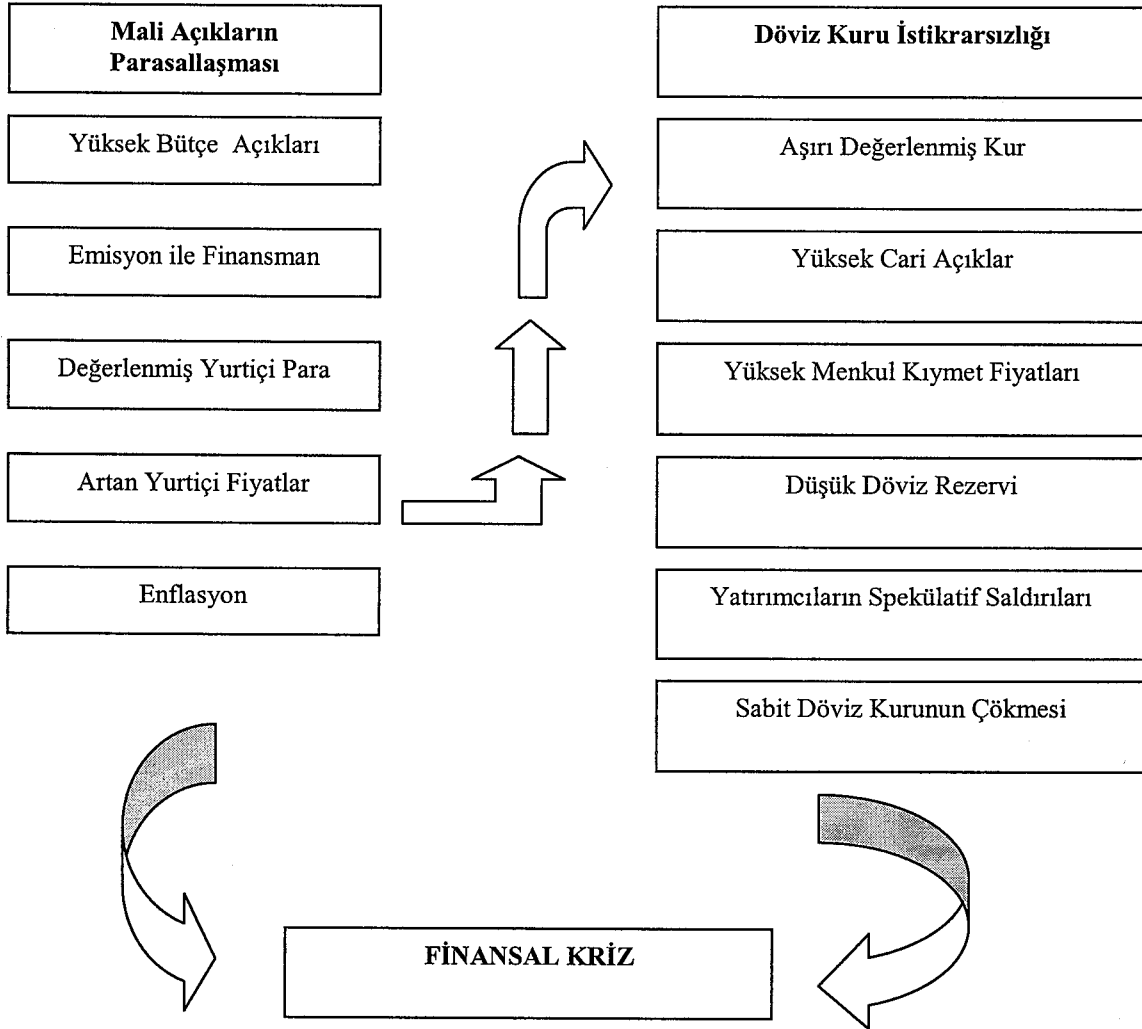 Mali Açıkların
Parasallaşması
Yüksek Bütçe Açıkları
Emisyon ile Finansman
Değerlenmiş Yurtiçi Para
Artan Yurtiçi Fiyatlar
Enflasyon
Döviz Kuru İstikrarsızlığı
Aşırı Değerlenmiş Kur
Yüksek Cari Açıklar
Yüksek Menkul Kıymet Fiyatları
Düşük Döviz Rezervi
Yatırımcıların Spekülatif Saldırıları
Sabit Döviz Kurunun Çökmesi
FİNANSAL KRİZ